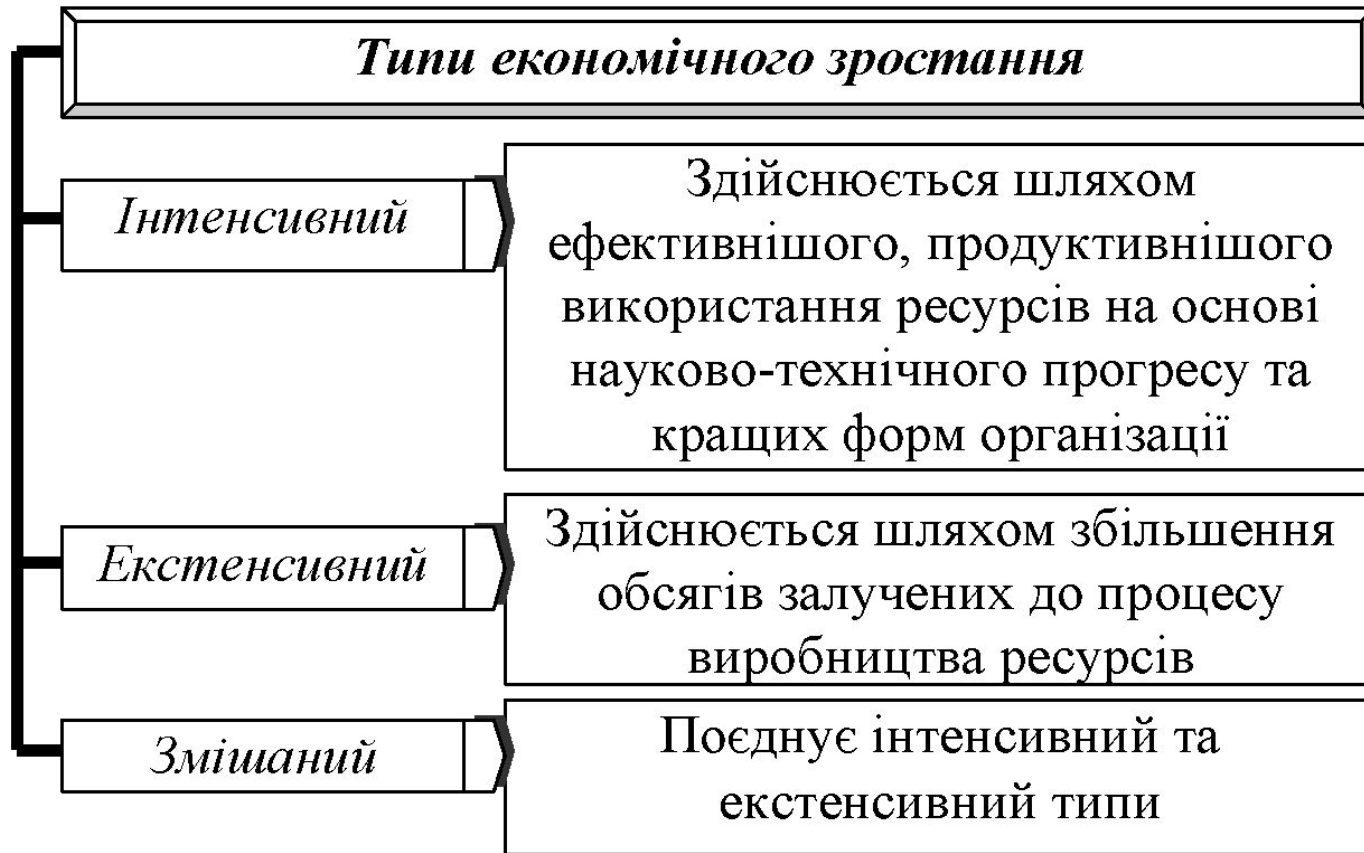 Типи економічного зростання
Інтенсивний
Здійснюється шляхом
ефективнішого, продуктивнішого
використання ресурсів на основі
науково-технічного прогресу та
кращих форм організації
Екстенсивний
Здійснюється шляхом збільшення
обсягів залучених до процесу
виробництва ресурсів
Змішаний
Поєднує інтенсивний та
екстенсивний типи